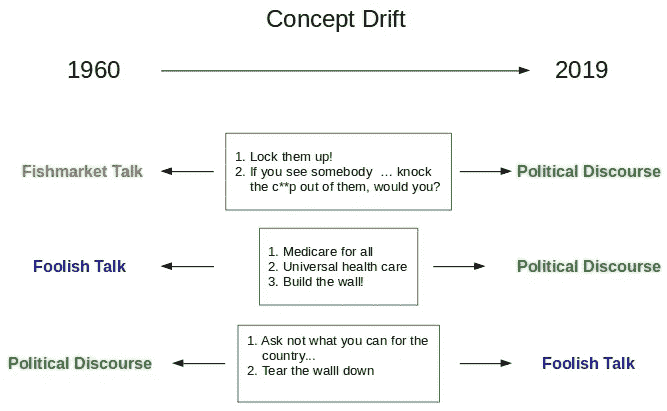 Concept Drift
1960
2019
Fishmarket Talk
1. Lock them up!
2. If you see somebody ... knock
the c**p out of them, would you?
Political Discourse
Foolish Talk
1. Medicare for all
2. Universal health care
3. Build the wall!
Political Discourse
Political Discourse
1. Ask not what you can for the
country...
2. Tear the walll down
Foolish Talk